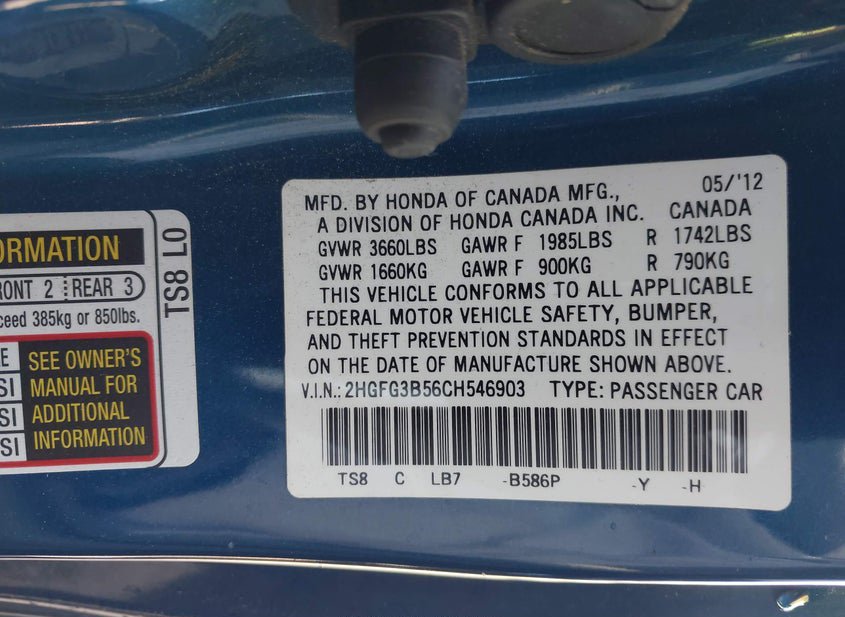 ORMATION
RONT 2 REAR 3
ceed 385kg or 850lbs.
SEE OWNER'S
MANUAL FOR
ADDITIONAL
INFORMATION
E
SI
SI
SI
TS8 L0
MFD. BY HONDA OF CANADA MFG., 05/'12
A DIVISION OF HONDA CANADA INC. CANADA
GVWR 3660LBS GAWR F 1985LBS R 1742LBS
GVWR 1660KG GAWR F 900KG R 790KG
THIS VEHICLE CONFORMS TO ALL APPLICABLE
FEDERAL MOTOR VEHICLE SAFETY, BUMPER,
AND THEFT PREVENTION STANDARDS IN EFFECT
ON THE DATE OF MANUFACTURE SHOWN ABOVE.
V.I.N.: 2HGFG3B56CH546903 TYPE: PASSENGER CAR
TS8 C LB7 -B586P -Y -H